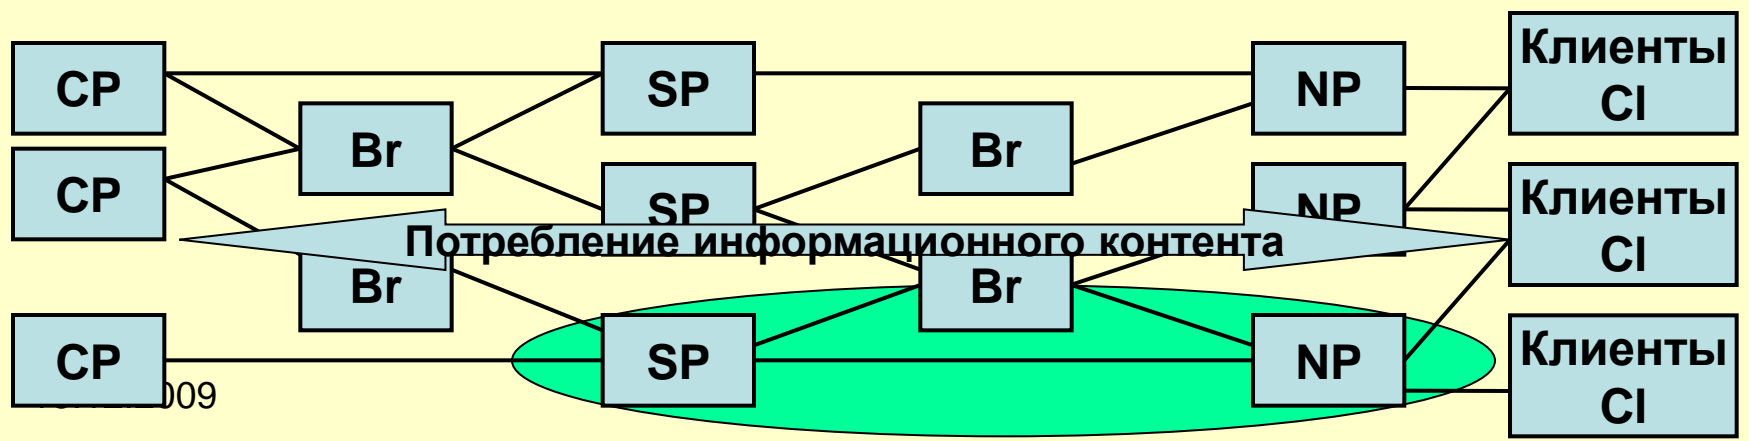 CP
SP
NP
Клиенты
Cl
Br
Br
CP
SP
NP
Клиенты
Cl
Потребление информационного контента
Br
Br
CP
SP
NP
Клиенты
Cl